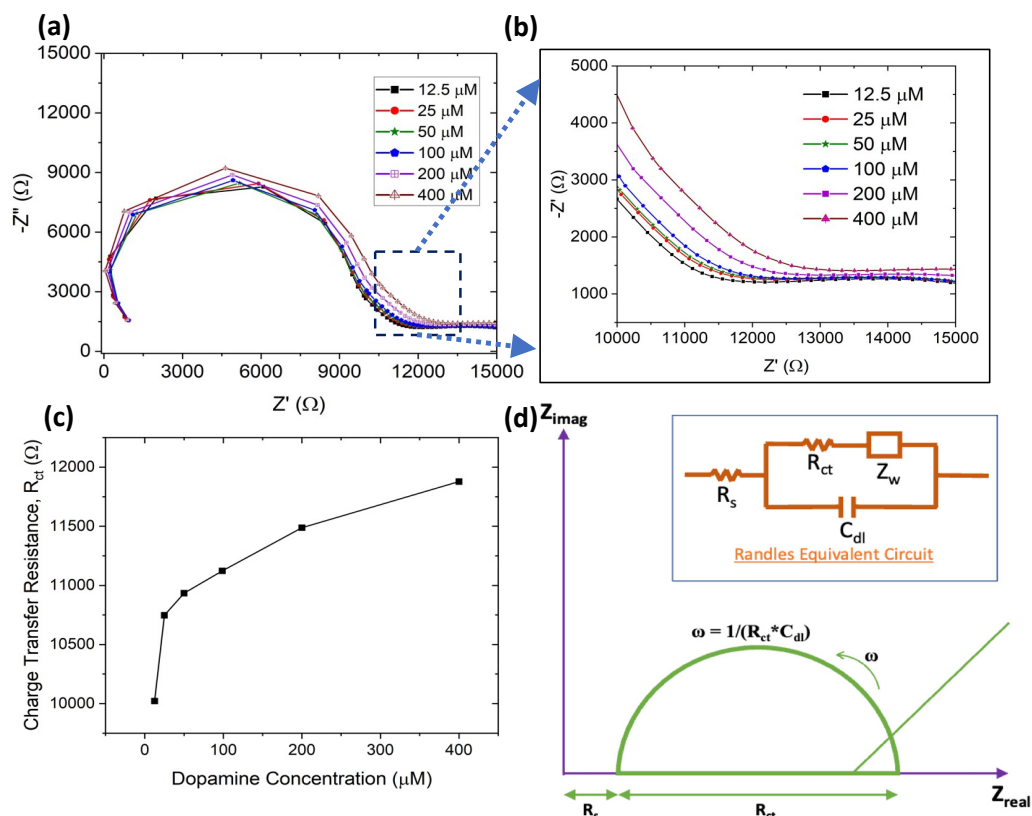 (a)
15000
12000
9000
6000
3000
0
-Z" (Ω)
0 3000 6000 9000 12000 15000
Z' (Ω)
12.5 μM
25 μM
50 μM
100 μM
200 μM
400 μM
(b)
5000
4000
3000
2000
1000
-Z' (Ω)
10000 11000 12000 13000 14000 15000
Z' (Ω)
12.5 μM
25 μM
50 μM
100 μM
200 μM
400 μM
(c)
12000
11500
11000
10500
10000
Charge Transfer Resistance, Rct (Ω)
0 100 200 300 400
Dopamine Concentration (μM)
(d)
Zimag
Rs
Rct
Zw
Cdl
Randles Equivalent Circuit
ω = 1/(Rct*Cdl)
ω
Zreal
Rs
Rct